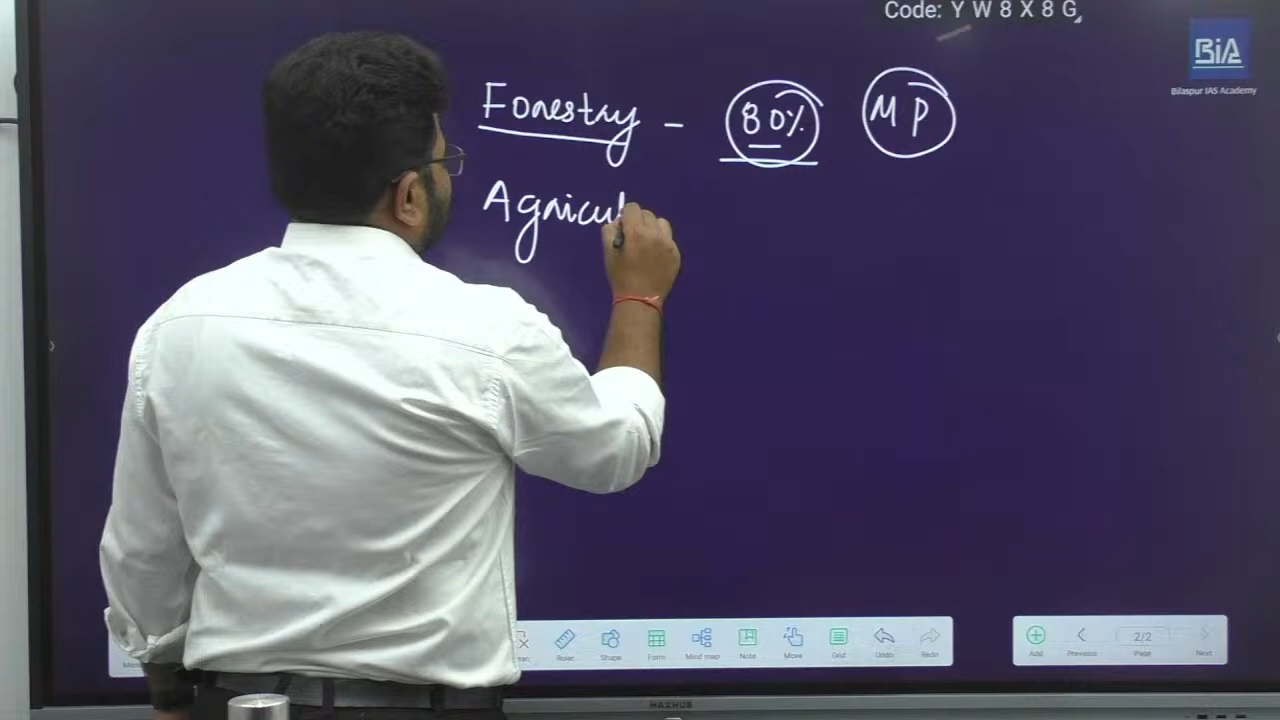 Code: Y W 8 X 8 G
BiA
Bilaspur IAS Academy
Forestry - 80% MP
Agricul
Ruler Shape Form Mind map Note Move Grid Undo Redo
Add Previous 2/2 Page Next
MAXHUB